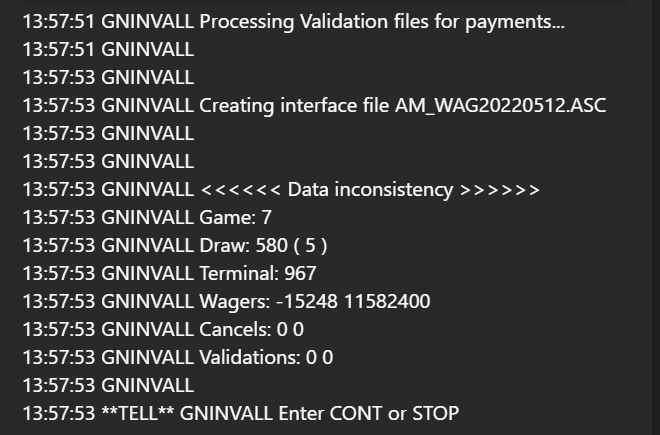 13:57:51 GNINVALL Processing Validation files for payments...
13:57:51 GNINVALL
13:57:53 GNINVALL
13:57:53 GNINVALL Creating interface file AM_WAG20220512.ASC
13:57:53 GNINVALL
13:57:53 GNINVALL
13:57:53 GNINVALL <<<<<< Data inconsistency >>>>>>
13:57:53 GNINVALL Game: 7
13:57:53 GNINVALL Draw: 580 ( 5 )
13:57:53 GNINVALL Terminal: 967
13:57:53 GNINVALL Wagers: -15248 11582400
13:57:53 GNINVALL Cancels: 0 0
13:57:53 GNINVALL Validations: 0 0
13:57:53 GNINVALL
13:57:53 **TELL** GNINVALL Enter CONT or STOP